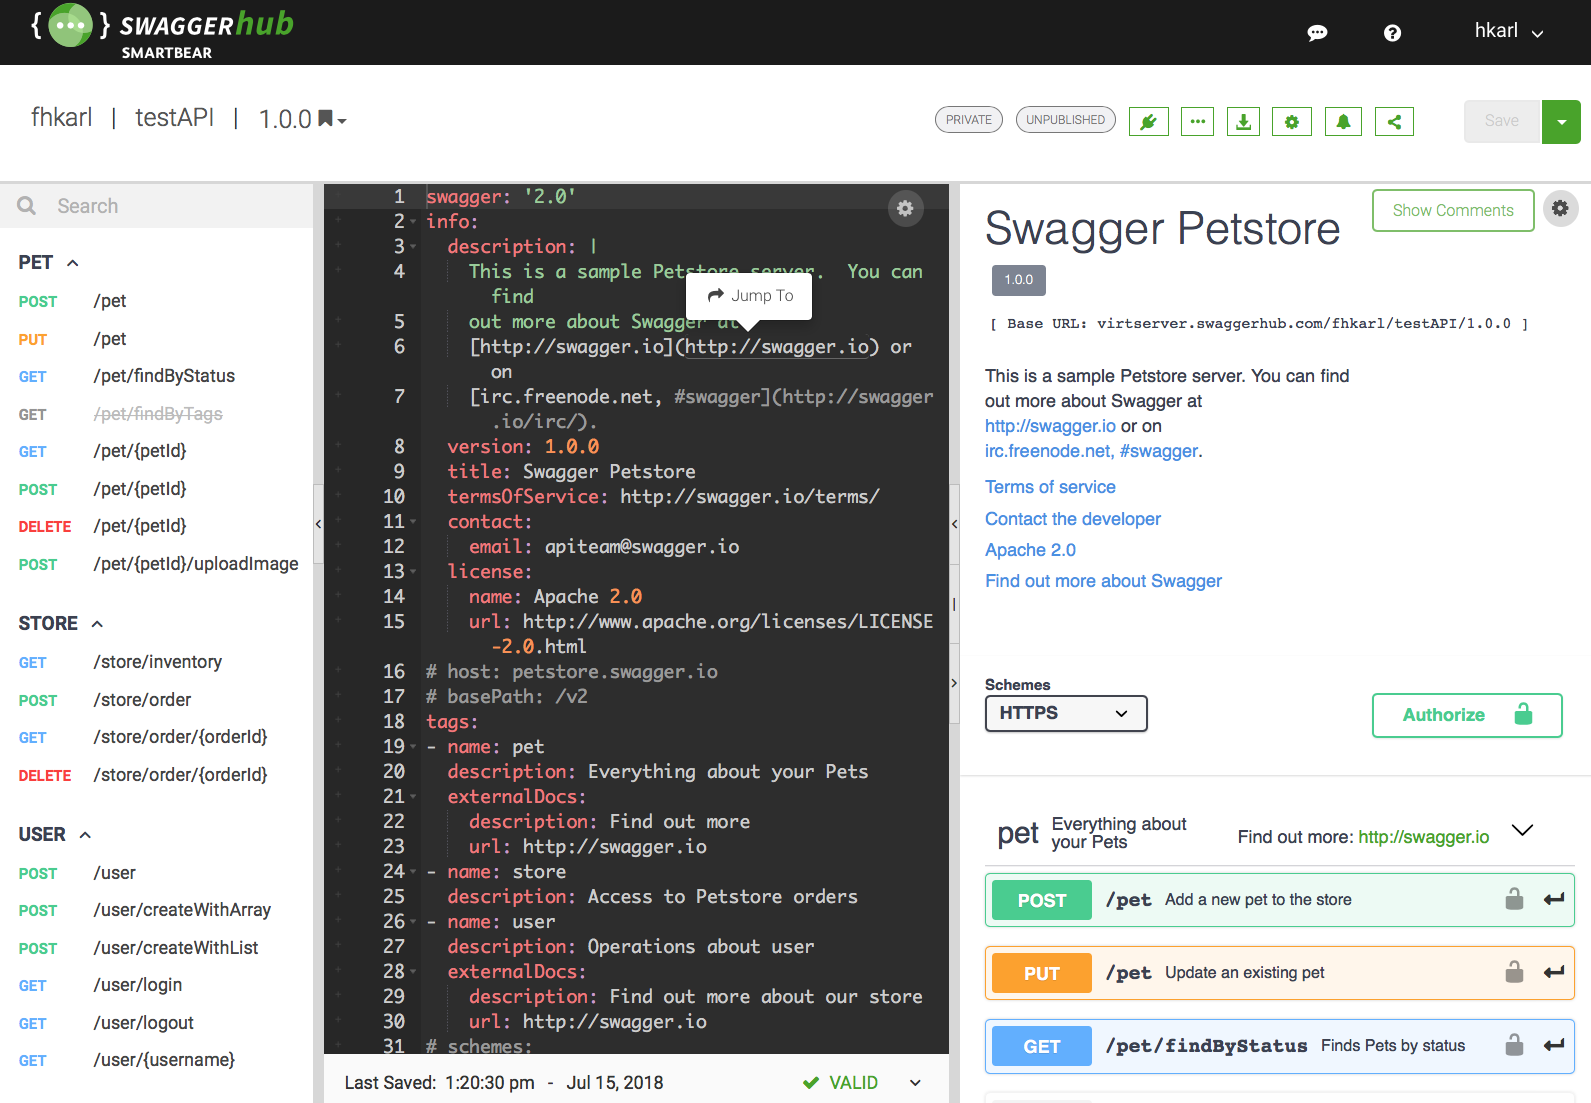 {...} SWAGGERhub
SMARTBEAR
hkarl
fhkarl | testAPI | 1.0.0
PRIVATE
UNPUBLISHED
Save
Search
PET
POST /pet
PUT /pet
GET /pet/findByStatus
GET /pet/findByTags
GET /pet/{petId}
POST /pet/{petId}
DELETE /pet/{petId}
POST /pet/{petId}/uploadImage
STORE
GET /store/inventory
POST /store/order
GET /store/order/{orderId}
DELETE /store/order/{orderId}
USER
POST /user
POST /user/createWithArray
POST /user/createWithList
GET /user/login
GET /user/logout
GET /user/{username}
1 swagger: '2.0'
2 info:
3 description: |
4 This is a sample Petstore server. You can
find
5 out more about Swagger at
Jump To
6 [http://swagger.io](http://swagger.io) or
on
7 [irc.freenode.net, #swagger](http://swagger
.io/irc/).
8 version: 1.0.0
9 title: Swagger Petstore
10 termsOfService: http://swagger.io/terms/
11 contact:
12 email: apiteam@swagger.io
13 license:
14 name: Apache 2.0
15 url: http://www.apache.org/licenses/LICENSE
-2.0.html
16 # host: petstore.swagger.io
17 # basePath: /v2
18 tags:
19 - name: pet
20 description: Everything about your Pets
21 externalDocs:
22 description: Find out more
23 url: http://swagger.io
24 - name: store
25 description: Access to Petstore orders
26 - name: user
27 description: Operations about user
28 externalDocs:
29 description: Find out more about our store
30 url: http://swagger.io
31 # schemes:
Last Saved: 1:20:30 pm - Jul 15, 2018
VALID
Swagger Petstore
Show Comments
1.0.0
[ Base URL: virtserver.swaggerhub.com/fhkarl/testAPI/1.0.0 ]
This is a sample Petstore server. You can find
out more about Swagger at
http://swagger.io or on
irc.freenode.net, #swagger.
Terms of service
Contact the developer
Apache 2.0
Find out more about Swagger
Schemes
HTTPS
Authorize
pet Everything about
your Pets
Find out more: http://swagger.io
POST /pet Add a new pet to the store
PUT /pet Update an existing pet
GET /pet/findByStatus Finds Pets by status